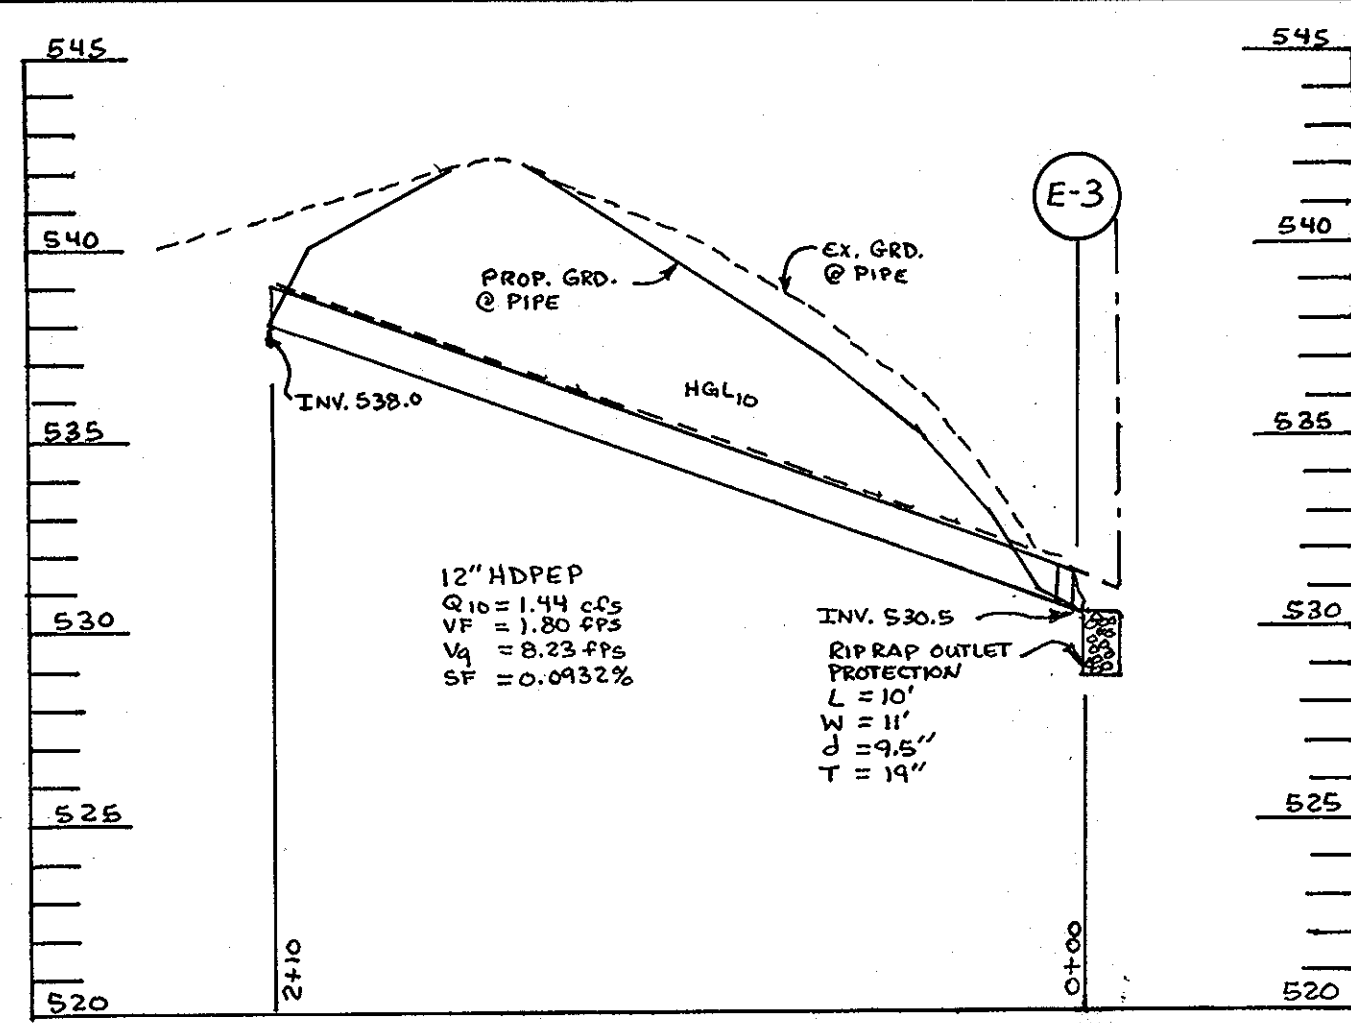 545
545
E-3
540
540
EX. GRD.
@ PIPE
PROP. GRD.
@ PIPE
HGL10
INV. 538.0
535
535
12" HDPEP
Q10 = 1.44 cfs
VF = 1.80 fps
Vq = 8.23 fps
SF = 0.0932%
INV. 530.5
530
530
RIPRAP OUTLET
PROTECTION
L = 10'
W = 11'
d = 9.5"
T = 19"
525
525
2+10
0+00
520
520